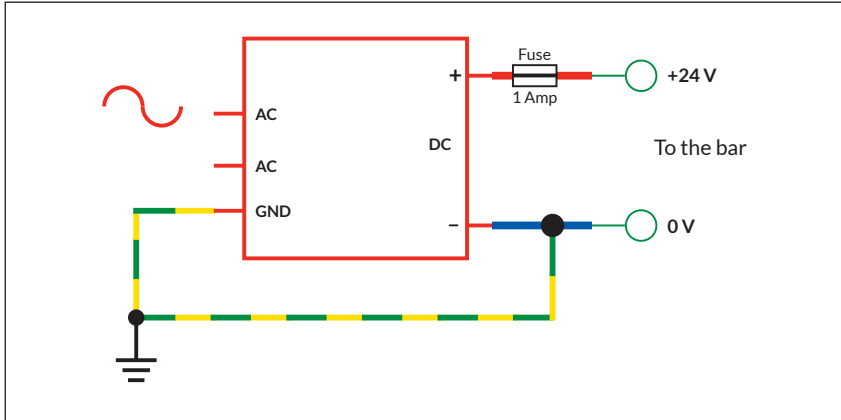 Fuse
+
1 Amp
+24 V
AC
DC
To the bar
AC
GND
–
0 V